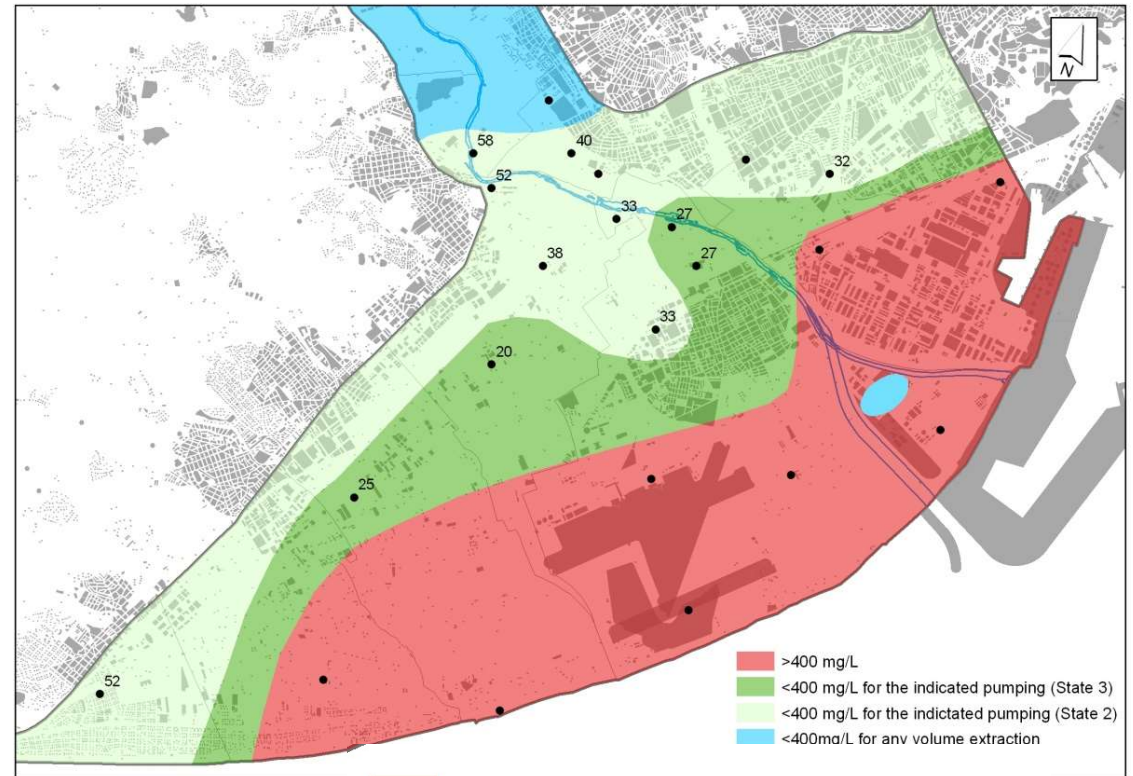 N
58
40
32
52
33
27
38
27
33
20
25
52
>400 mg/L
<400 mg/L for the indicated pumping (State 3)
<400 mg/L for the indictated pumping (State 2)
<400mg/L for any volume extraction